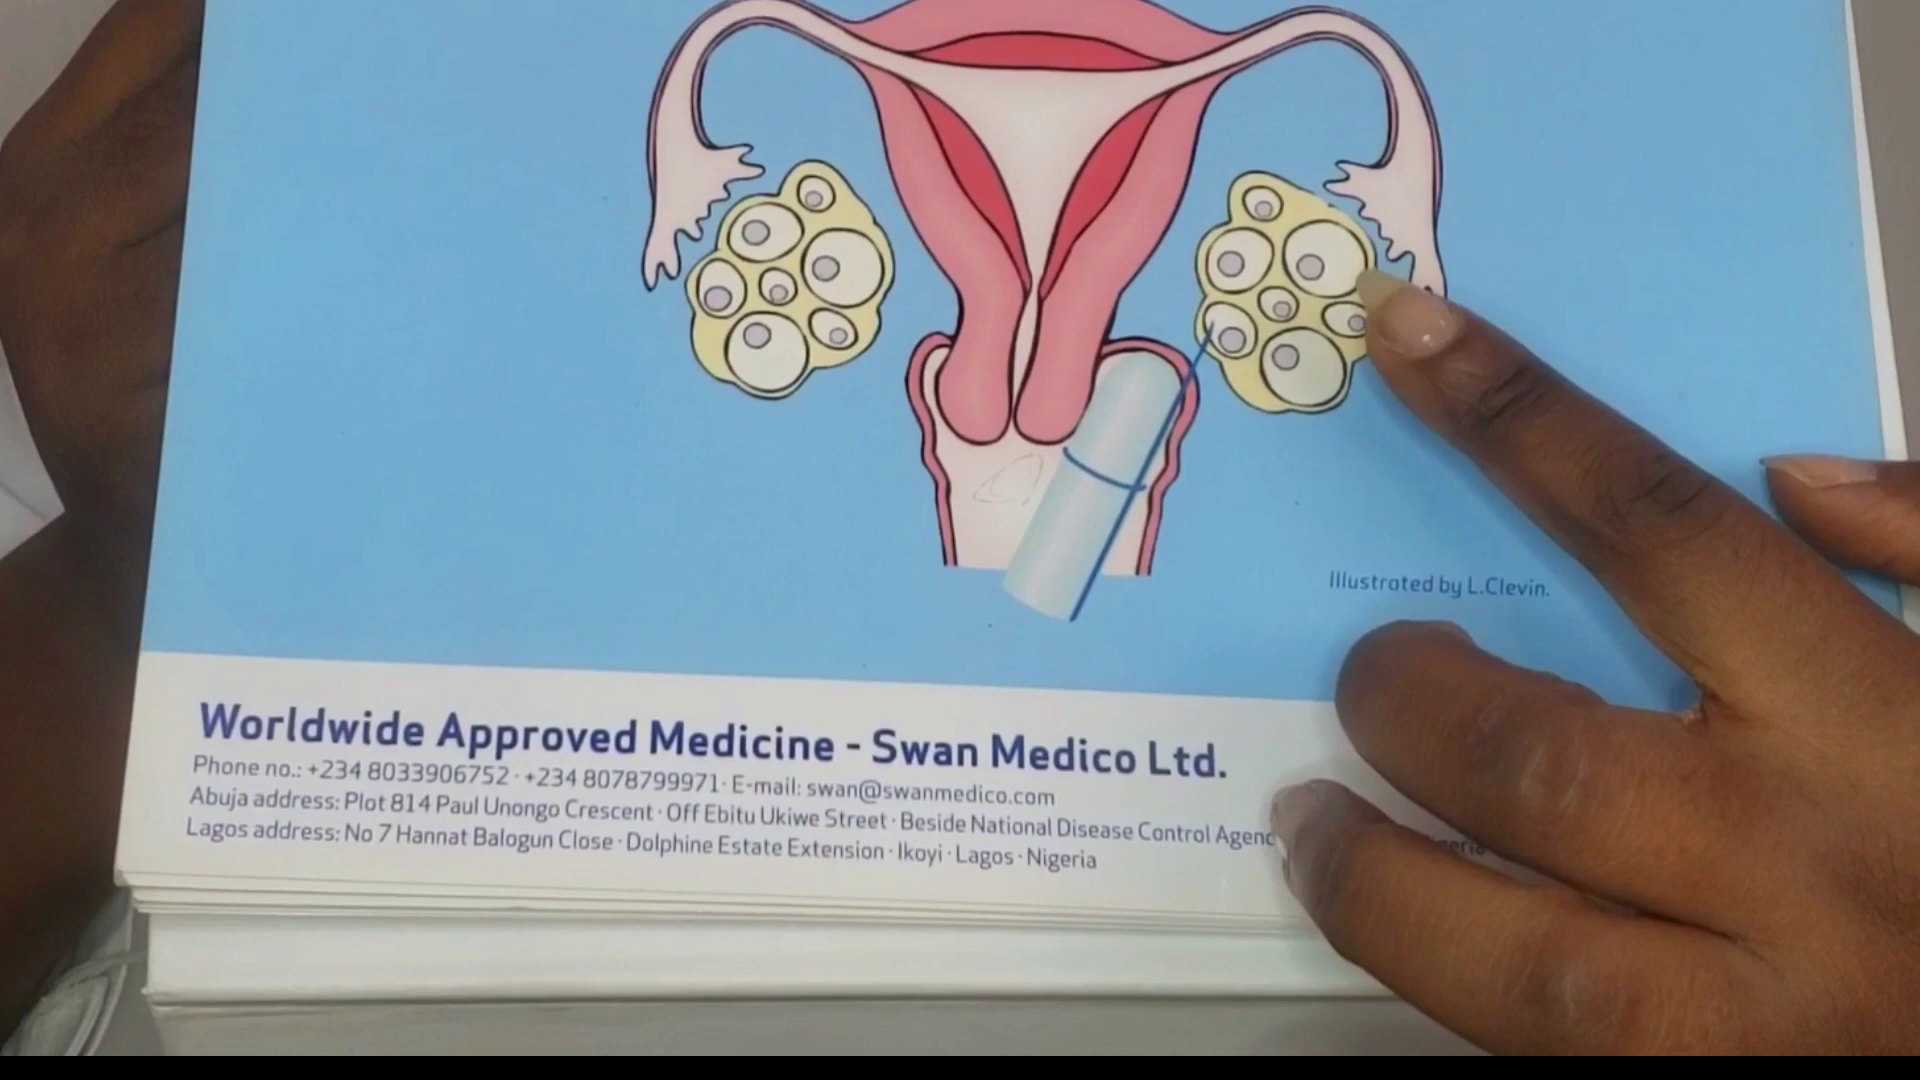 Illustrated by L.Clevin.
Worldwide Approved Medicine - Swan Medico Ltd.
Phone no.: +234 8033906752 · +234 8078799971 · E-mail: swan@swanmedico.com
Abuja address: Plot 814 Paul Unongo Crescent · Off Ebitu Ukiwe Street · Beside National Disease Control
Lagos address: No 7 Hannat Balogun Close · Dolphine Estate Extension · Ikoyi · Lagos · Nigeria